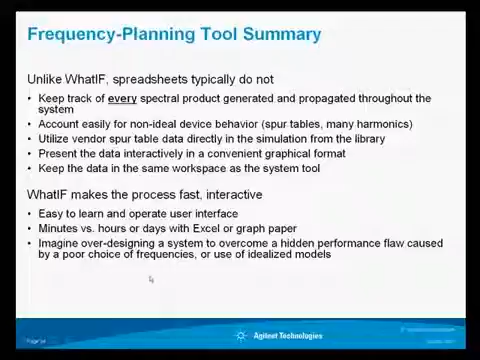 Frequency-Planning Tool Summary
Unlike WhatIF, spreadsheets typically do not
• Keep track of every spectral product generated and propagated throughout the
system
• Account easily for non-ideal device behavior (spur tables, many harmonics)
• Utilize vendor spur table data directly in the simulation from the library
• Present the data interactively in a convenient graphical format
• Keep the data in the same workspace as the system tool
WhatIF makes the process fast, interactive
• Easy to learn and operate user interface
• Minutes vs. hours or days with Excel or graph paper
• Imagine over-designing a system to overcome a hidden performance flaw caused
by a poor choice of frequencies, or use of idealized models
Agilent Technologies